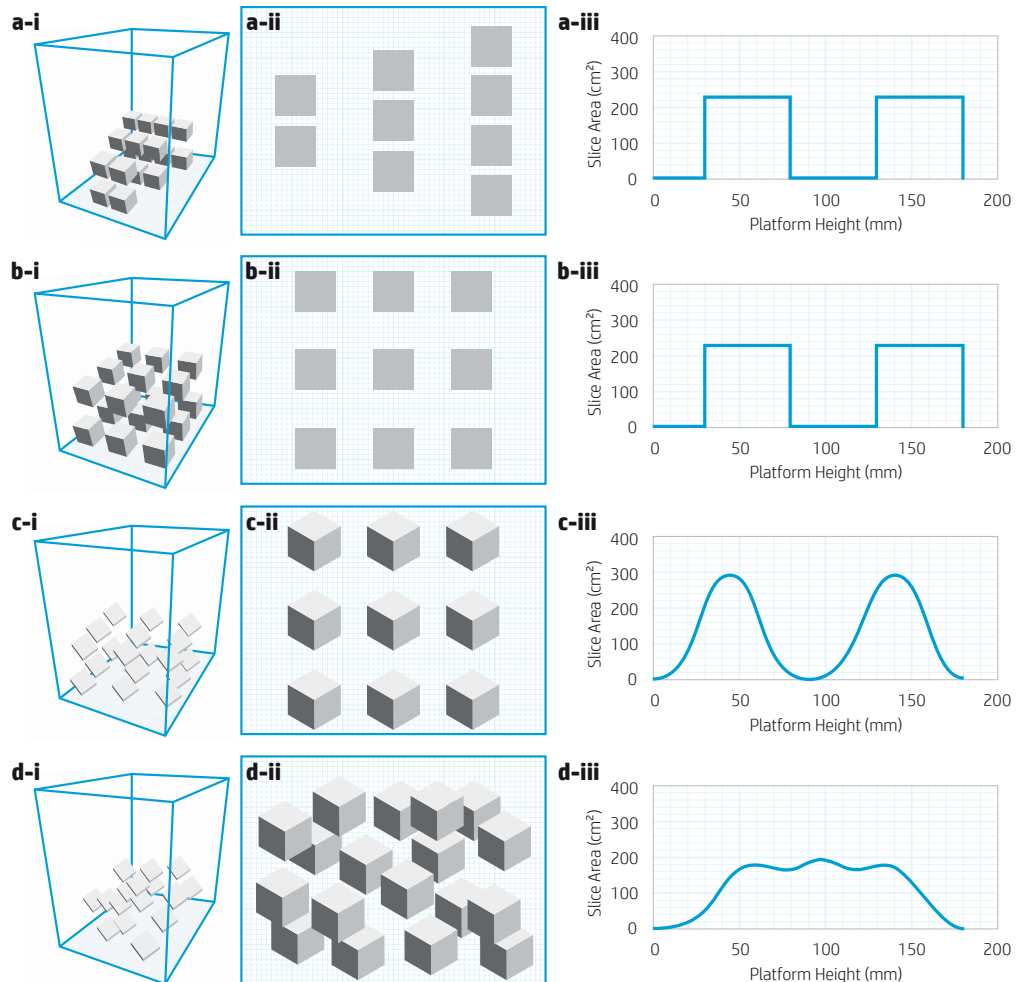 a-i
a-ii
a-iii
400
300
200
100
0
Slice Area (cm²)
0 50 100 150 200
Platform Height (mm)
b-i
b-ii
b-iii
400
300
200
100
0
Slice Area (cm²)
0 50 100 150 200
Platform Height (mm)
c-i
c-ii
c-iii
400
300
200
100
0
Slice Area (cm²)
0 50 100 150 200
Platform Height (mm)
d-i
d-ii
d-iii
400
300
200
100
0
Slice Area (cm²)
0 50 100 150 200
Platform Height (mm)